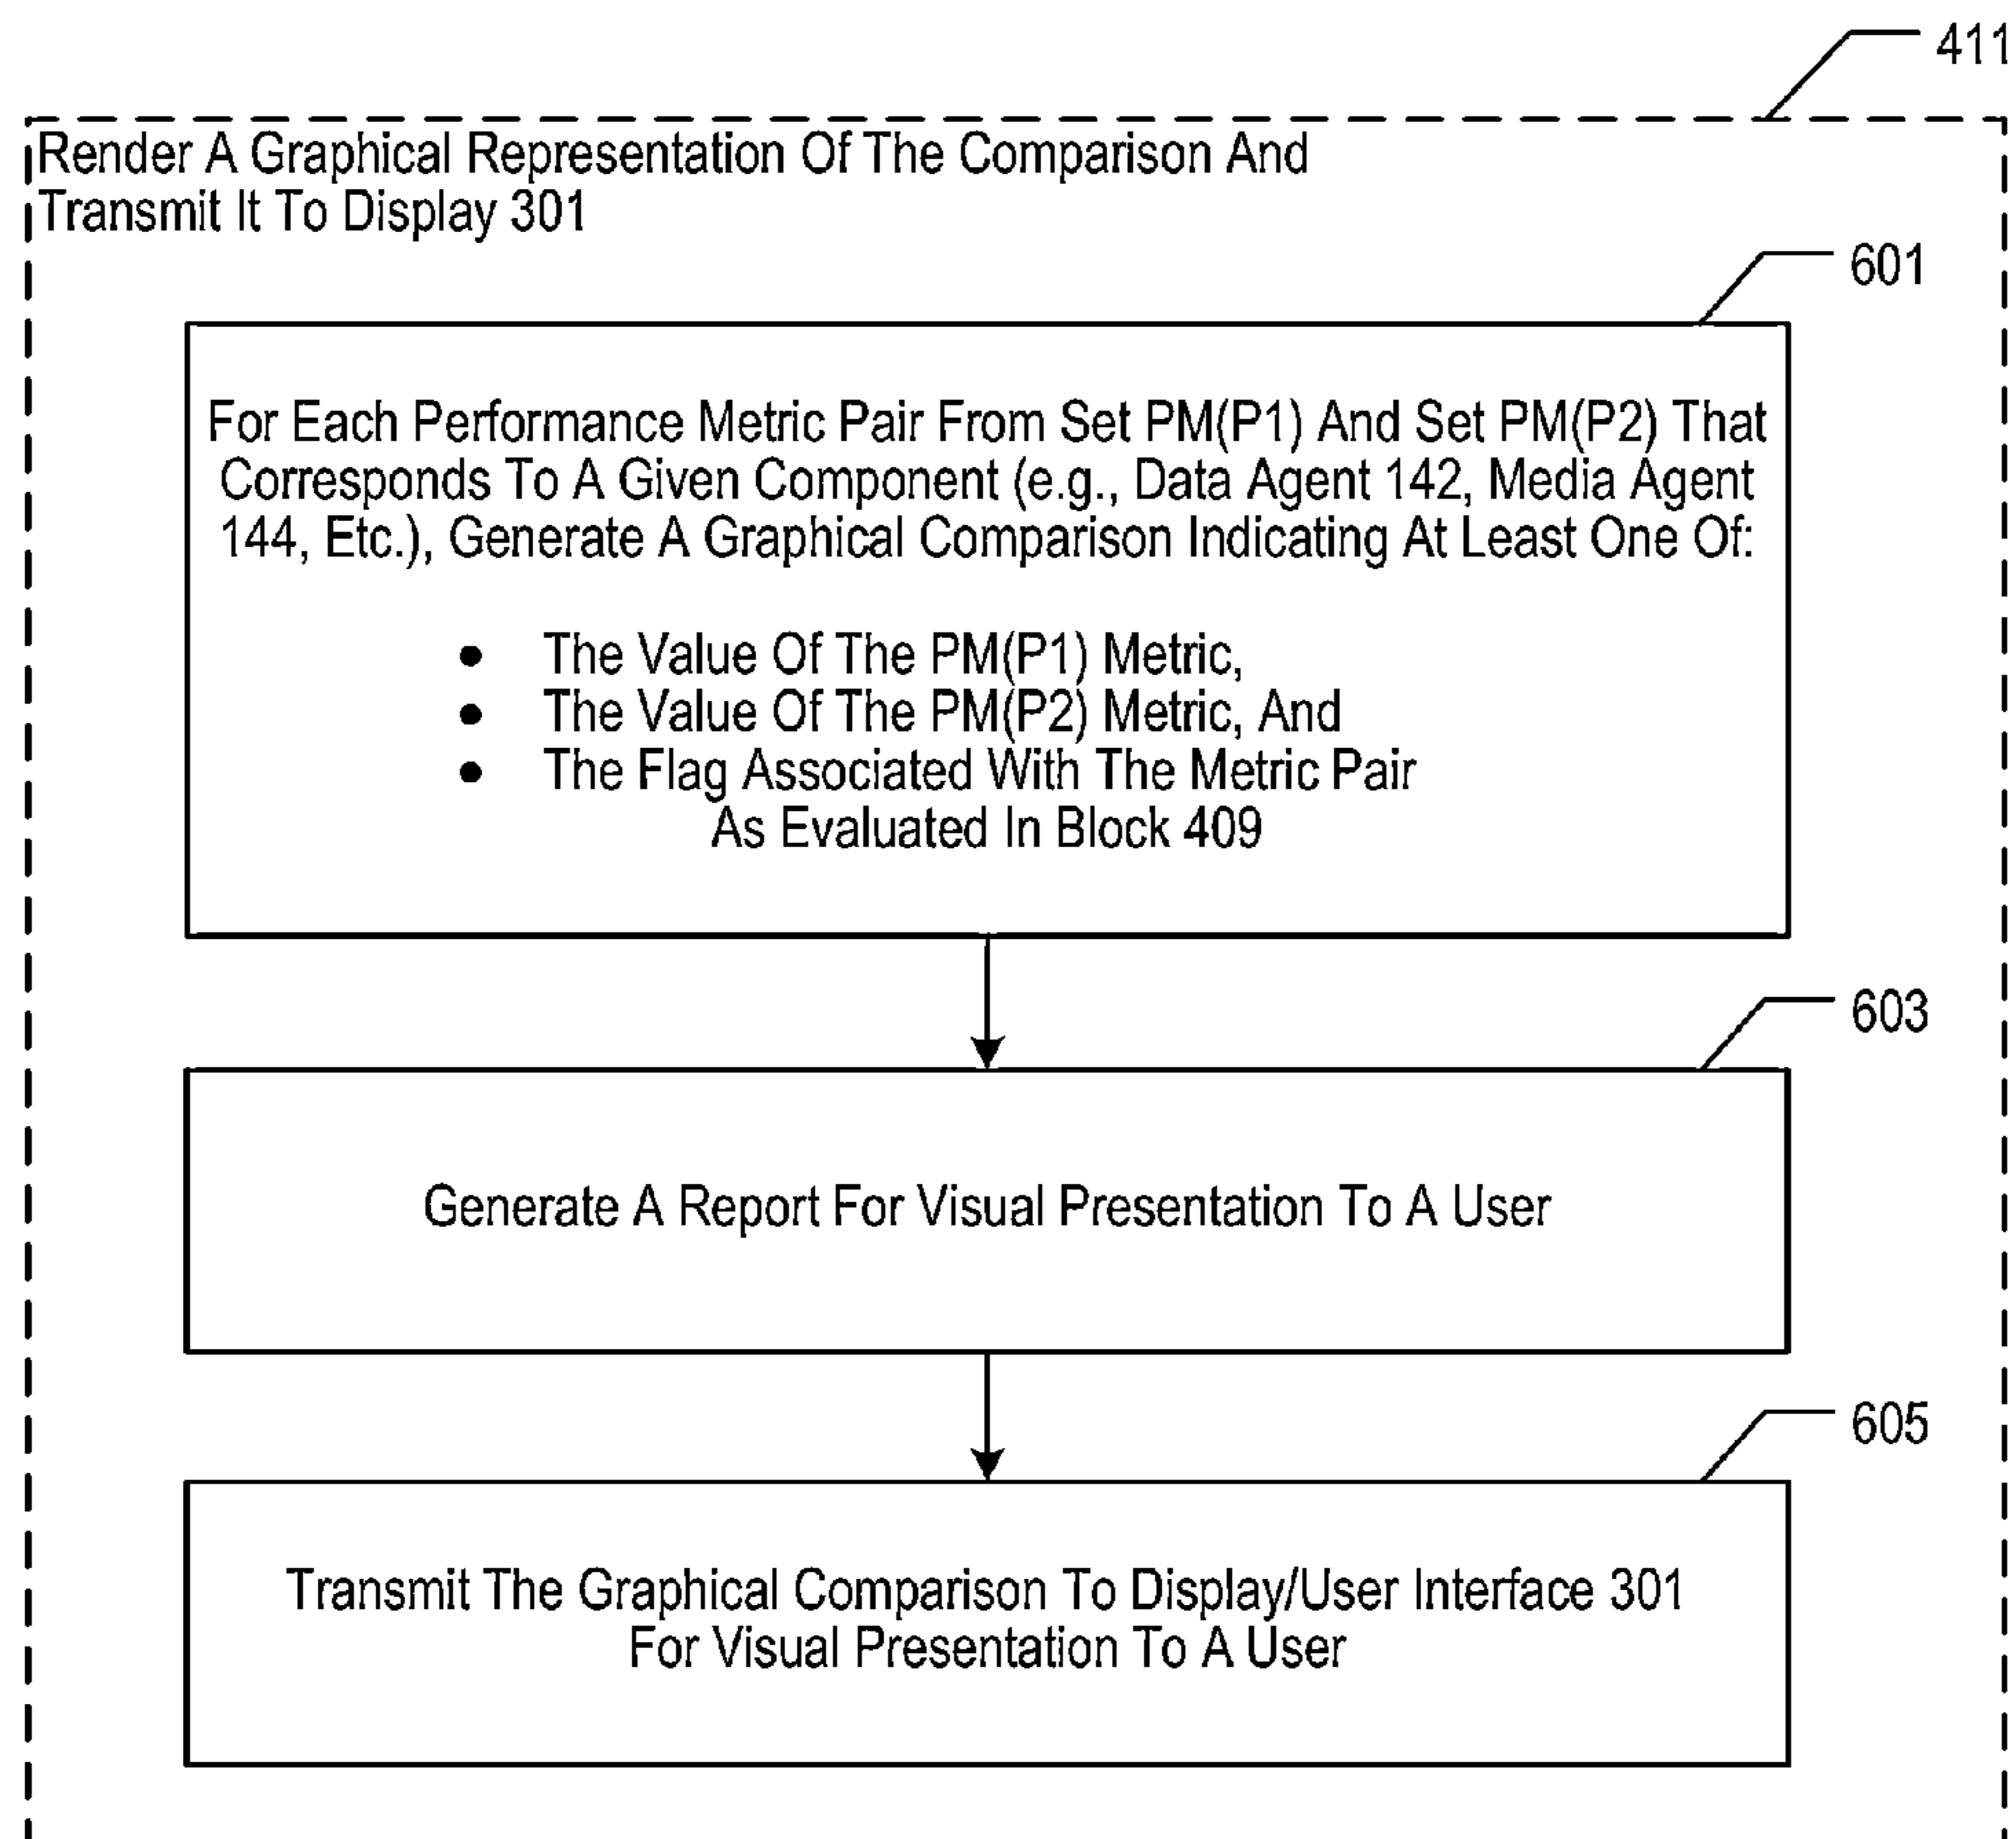 411
Render A Graphical Representation Of The Comparison And
Transmit It To Display 301
601
For Each Performance Metric Pair From Set PM(P1) And Set PM(P2) That
Corresponds To A Given Component (e.g., Data Agent 142, Media Agent
144, Etc.), Generate A Graphical Comparison Indicating At Least One Of:
• The Value Of The PM(P1) Metric,
• The Value Of The PM(P2) Metric, And
• The Flag Associated With The Metric Pair
As Evaluated In Block 409
603
Generate A Report For Visual Presentation To A User
605
Transmit The Graphical Comparison To Display/User Interface 301
For Visual Presentation To A User